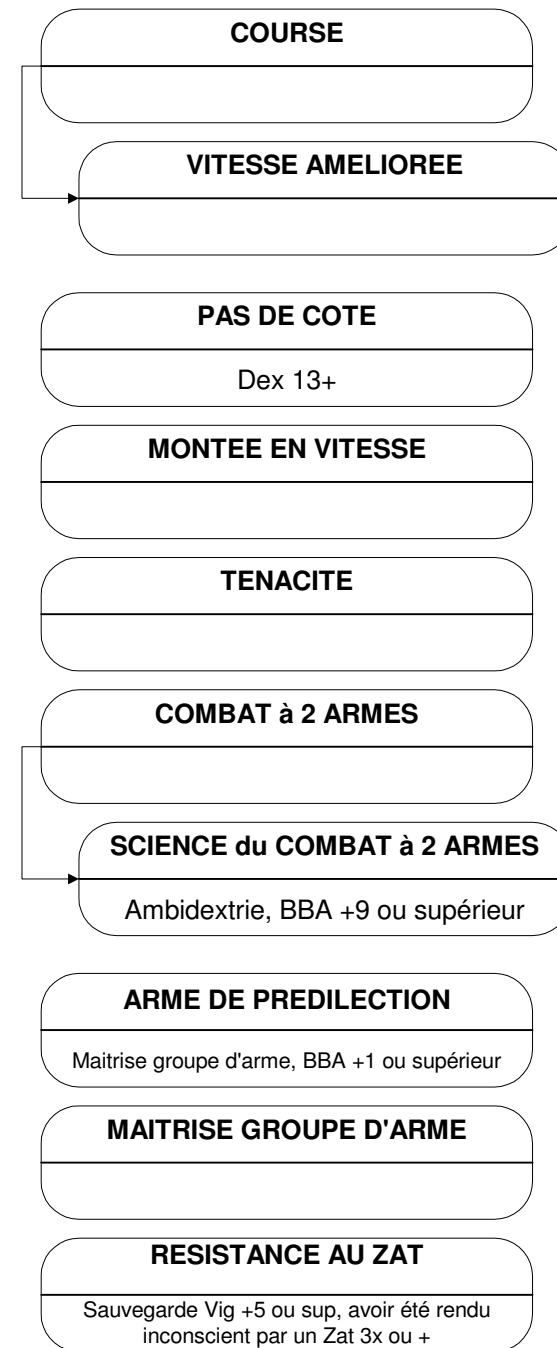 COURSE
VITESSE AMELIOREE
PAS DE COTE
Dex 13+
MONTEE EN VITESSE
TENACITE
COMBAT à 2 ARMES
SCIENCE du COMBAT à 2 ARMES
Ambidextrie, BBA +9 ou supérieur
ARME DE PREDILECTION
Maitrise groupe d'arme, BBA +1 ou supérieur
MAITRISE GROUPE D'ARME
RESISTANCE AU ZAT
Sauvegarde Vig +5 ou sup, avoir été rendu
inconscient par un Zat 3x ou +